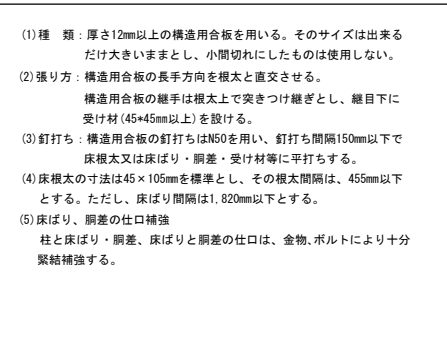 (1)種　類：厚さ12mm以上の構造用合板を用いる。そのサイズは出来る
だけ大きいままとし、小間切れにしたものは使用しない。
(2)張り方：構造用合板の長手方向を根太と直交させる。
構造用合板の継手は根太上で突きつけ継ぎとし、継目下に
受け材(45*45mm以上)を設ける。
(3)釘打ち：構造用合板の釘打ちはN50を用い、釘打ち間隔150mm以下で
床根太又は床ばり・胴差・受け材等に平打ちする。
(4)床根太の寸法は45×105mmを標準とし、その根太間隔は、455mm以下
とする。ただし、床ばり間隔は1,820mm以下とする。
(5)床ばり、胴差の仕口補強
柱と床ばり・胴差、床ばりと胴差の仕口は、金物､ボルトにより十分
緊結補強する。